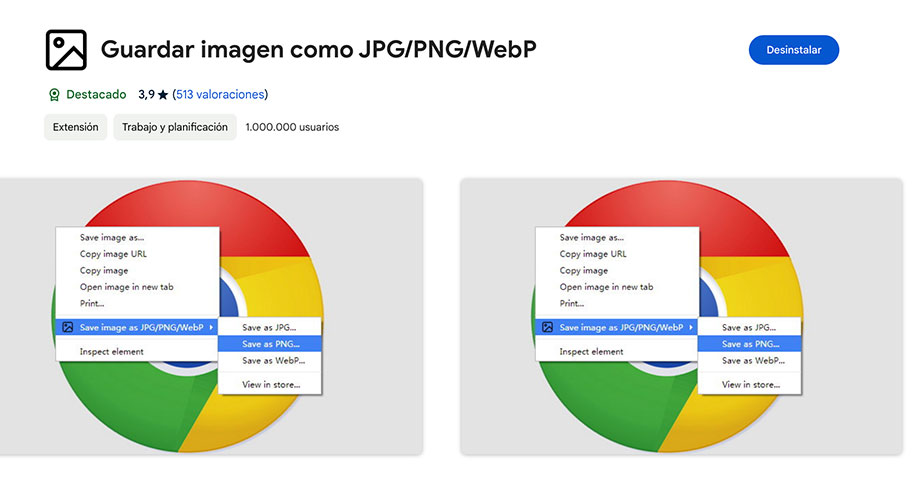 Guardar imagen como JPG/PNG/WebP
Desinstalar
Destacado 3,9 ★ (513 valoraciones)
Extensión Trabajo y planificación 1.000.000 usuarios
Save image as...
Copy image URL
Copy image
Open image in new tab
Print...
Save image as JPG/PNG/WebP
Inspect element
Save as JPG...
Save as PNG...
Save as WebP...
View in store...
Save image as...
Copy image URL
Copy image
Open image in new tab
Print...
Save image as JPG/PNG/WebP
Inspect element
Save as JPG...
Save as PNG...
Save as WebP...
View in store...